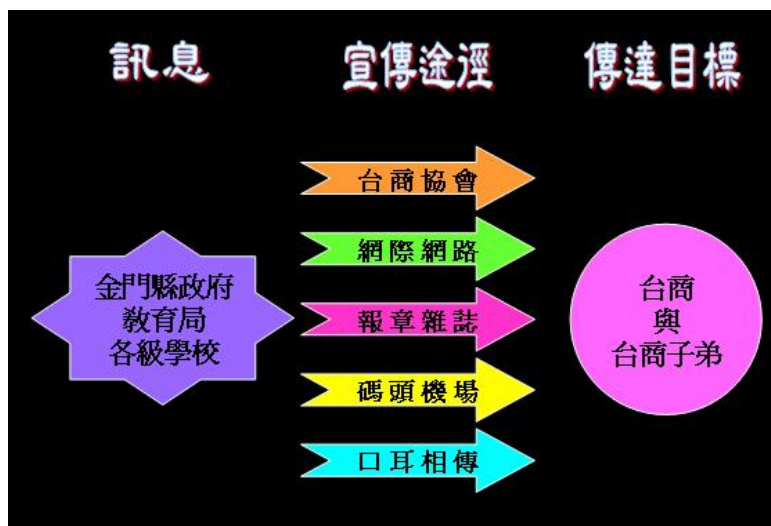 訊息
宣傳途徑
傳達目標
金門縣政府
教育局
各級學校
台商協會
網際網路
報章雜誌
碼頭機場
口耳相傳
台商
與
台商子弟